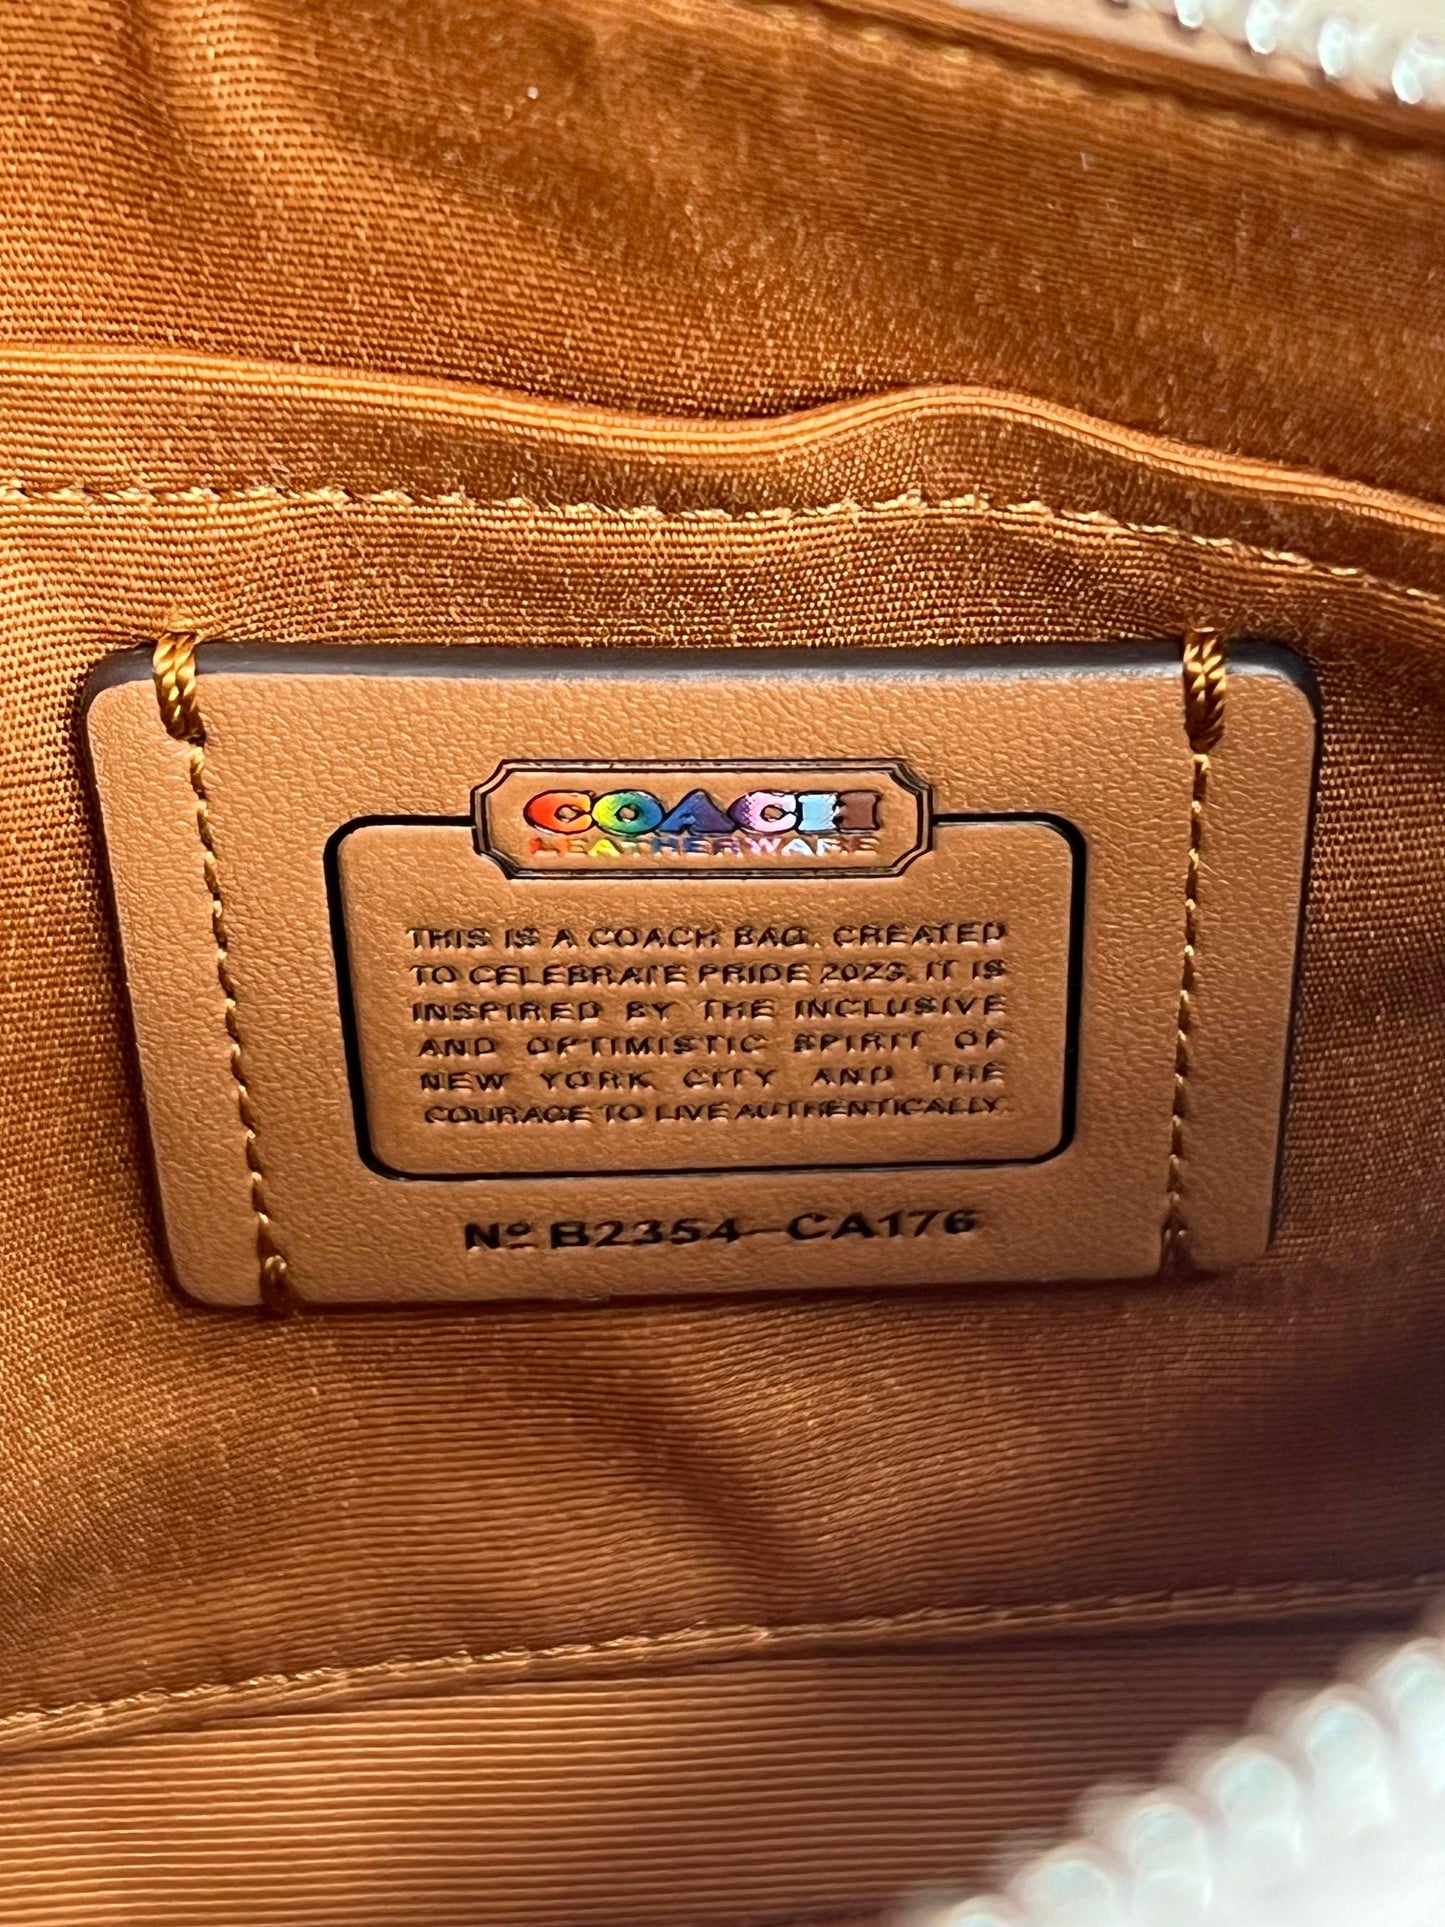 COACH
LEATHERWARE
THIS IS A COACH BAG. CREATED
TO CELEBRATE PRIDE 2023. IT IS
INSPIRED BY THE INCLUSIVE
AND OPTIMISTIC SPIRIT OF
NEW YORK CITY AND THE
COURAGE TO LIVE AUTHENTICALLY.
Nº B2354-CA176